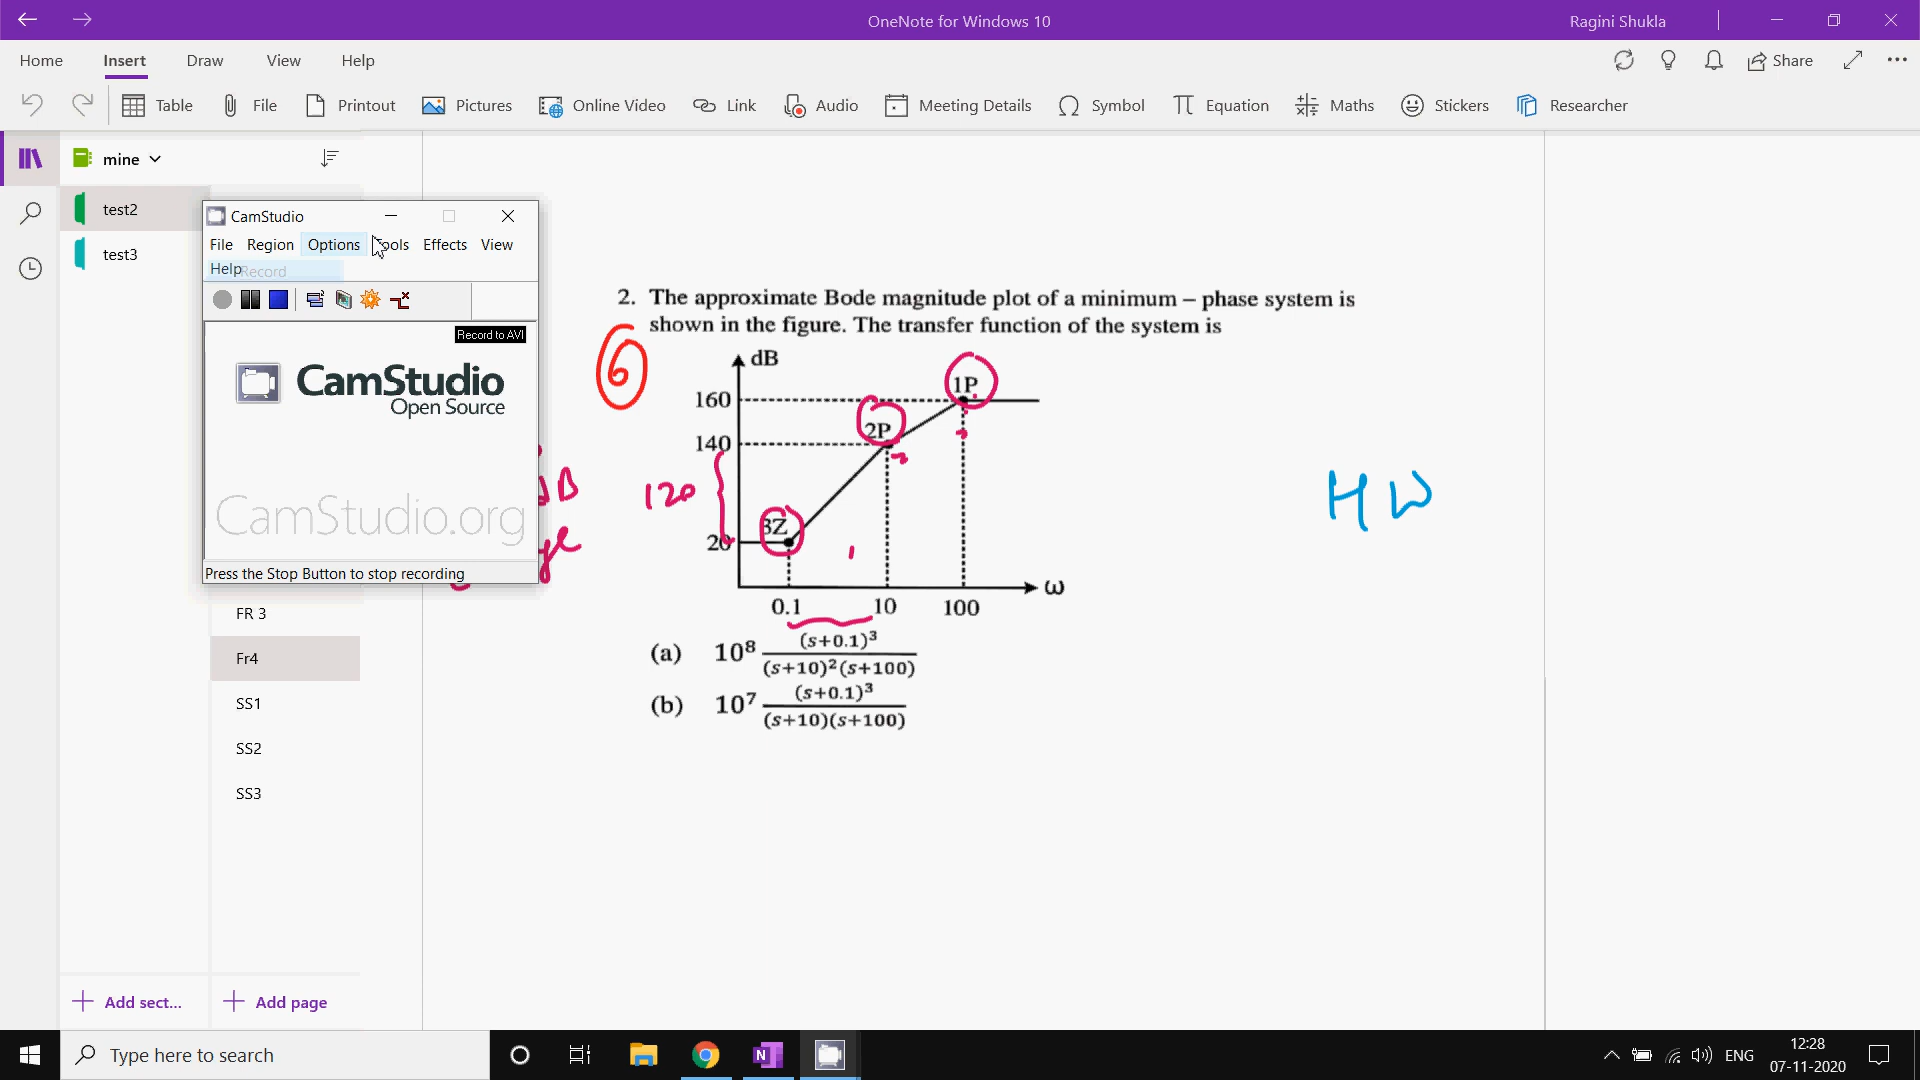 OneNote for Windows 10
Ragini Shukla
Home Insert Draw View Help
Share
Table File Printout Pictures Online Video Link Audio Meeting Details Symbol Equation Maths Stickers Researcher
mine
test2
test3
CamStudio
File Region Options Tools Effects View
Help Record
Record to AVI
CamStudio
Open Source
CamStudio.org
Press the Stop Button to stop recording
FR 3
Fr4
SS1
SS2
SS3
Add sect...
Add page
2. The approximate Bode magnitude plot of a minimum – phase system is
shown in the figure. The transfer function of the system is
6
dB
160
1P
2P
140
120
3Z
20
ω
0.1 10 100
(a) 10⁸ (s+0.1)³ / (s+10)²(s+100)
(b) 10⁷ (s+0.1)³ / (s+10)(s+100)
HW
Type here to search
ENG
12:28
07-11-2020